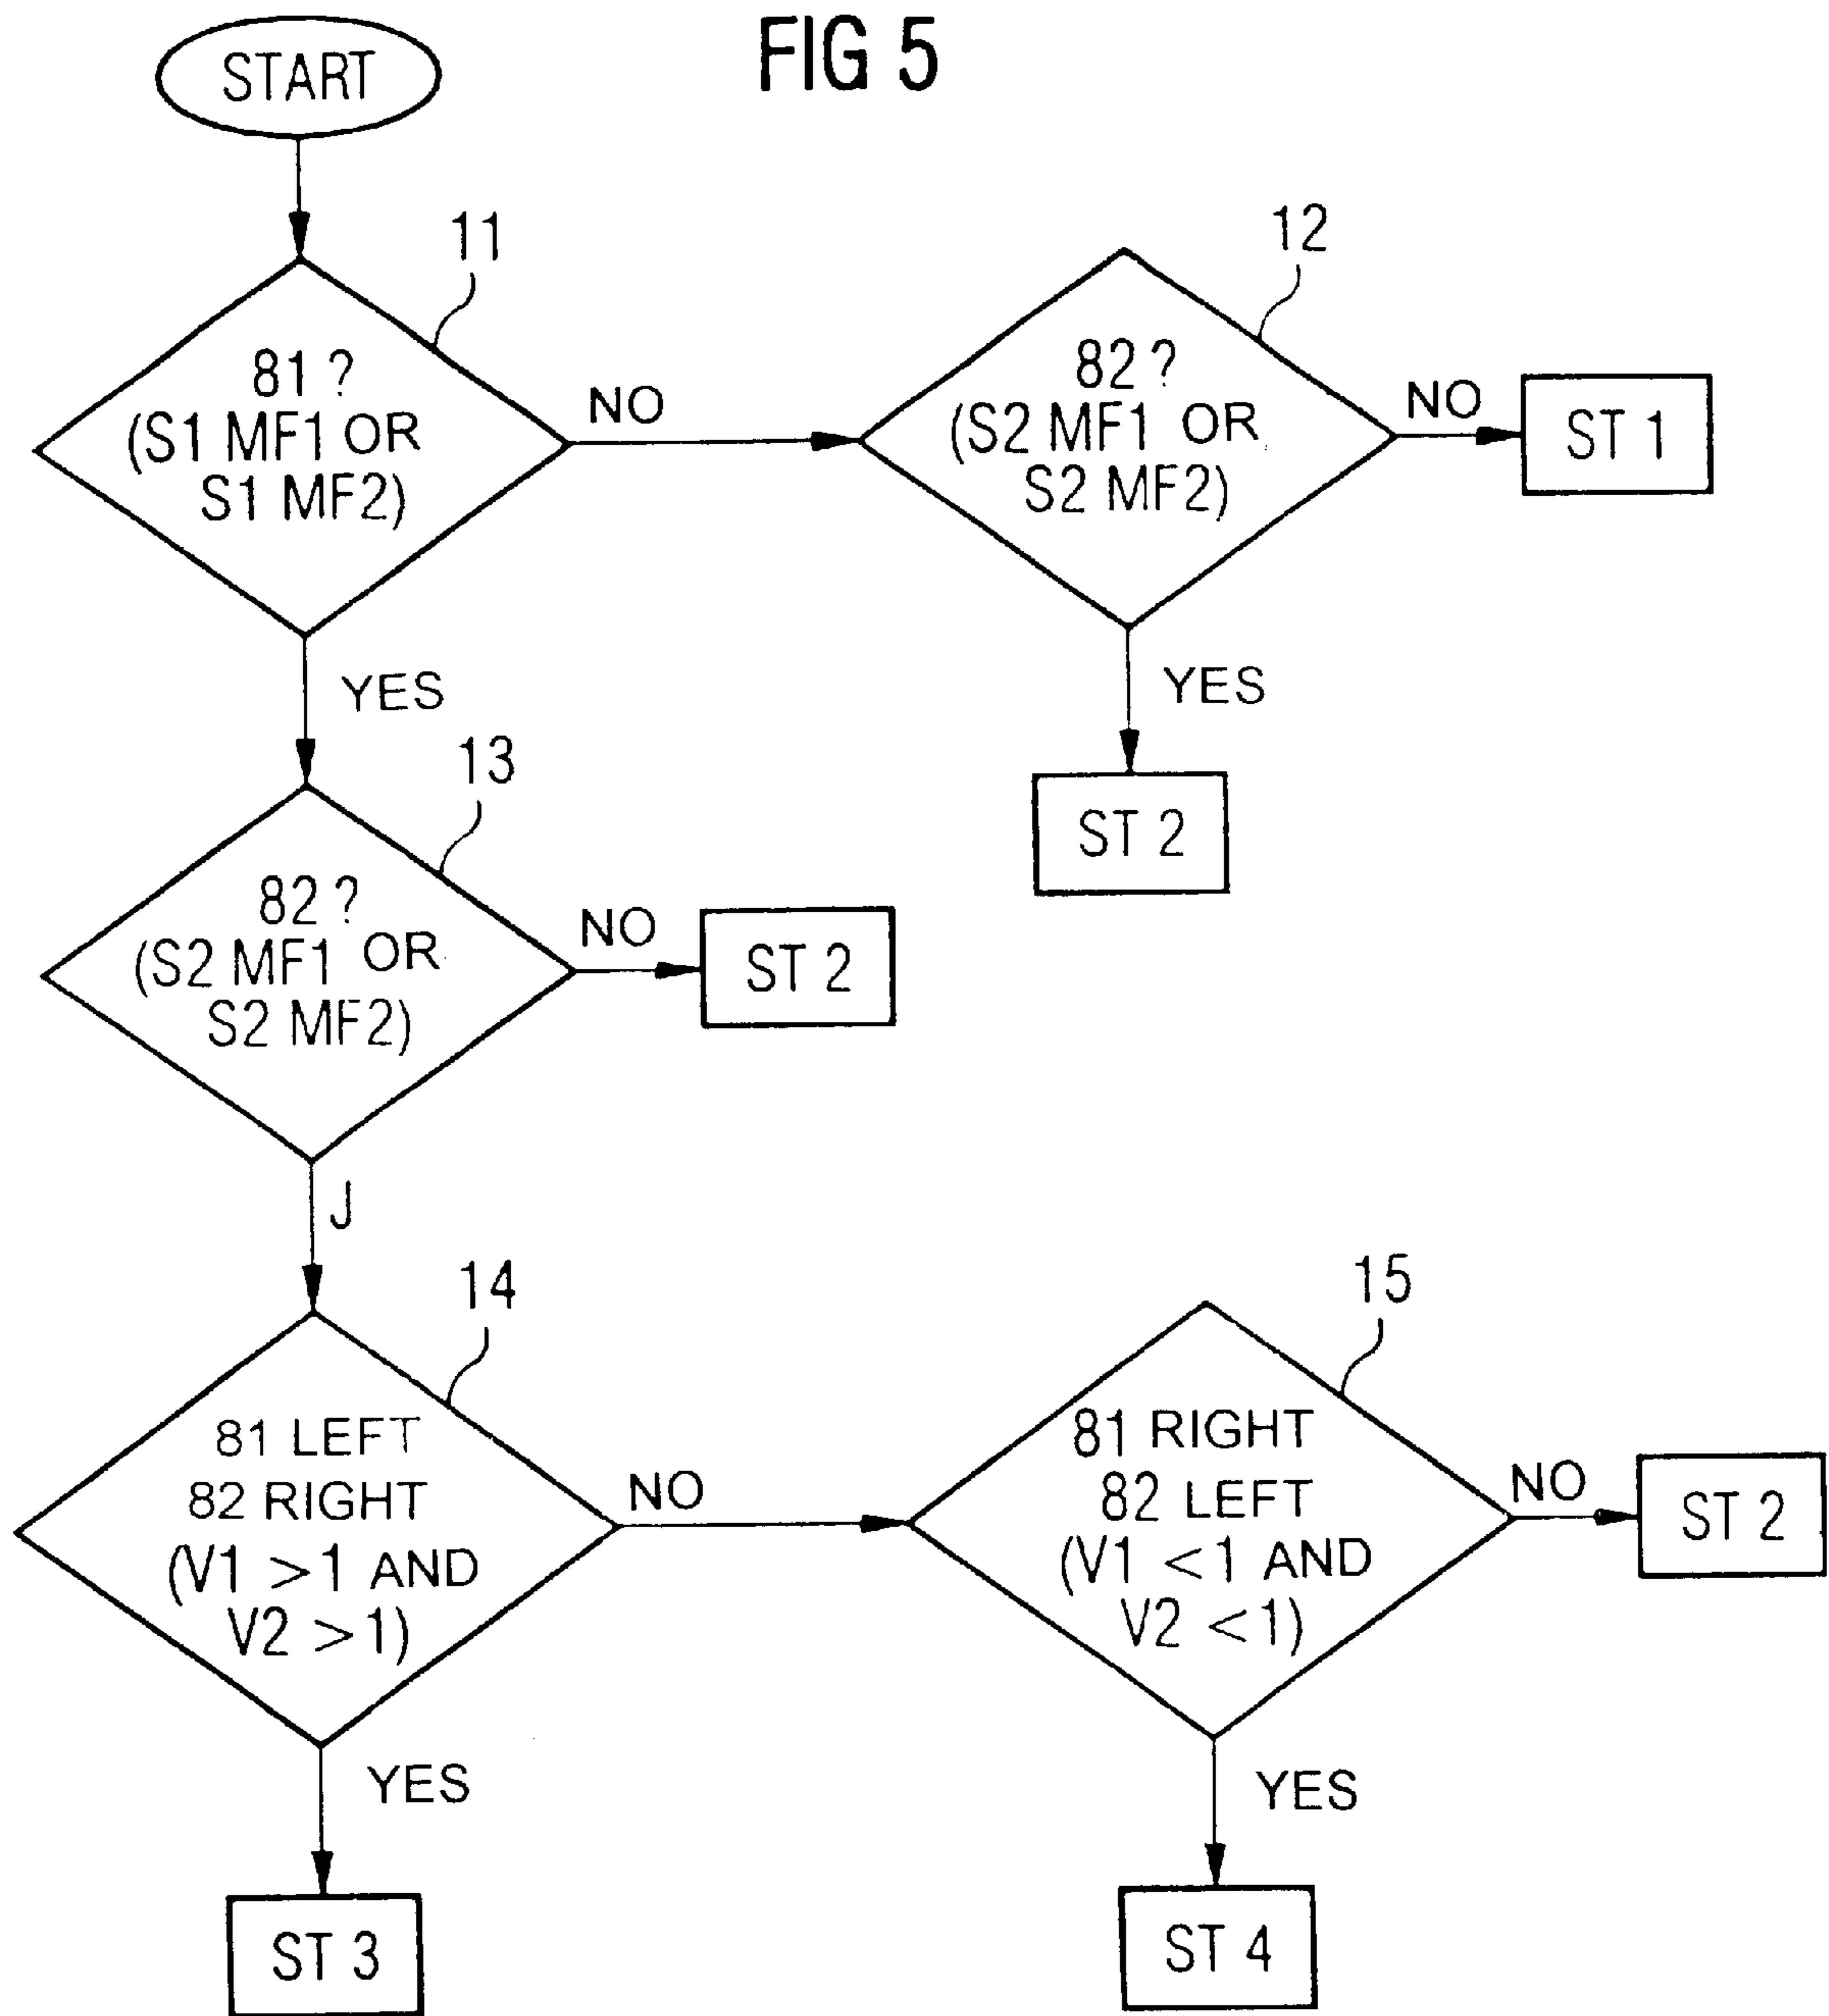 FIG 5
START
11
81 ?
(S1 MF1 OR
S1 MF2)
NO
12
82 ?
(S2 MF1 OR
S2 MF2)
NO
ST 1
YES
YES
ST 2
13
82 ?
(S2 MF1 OR
S2 MF2)
NO
ST 2
J
14
81 LEFT
82 RIGHT
(V1 > 1 AND
V2 > 1)
NO
15
81 RIGHT
82 LEFT
(V1 < 1 AND
V2 < 1)
NO
ST 2
YES
YES
ST 3
ST 4